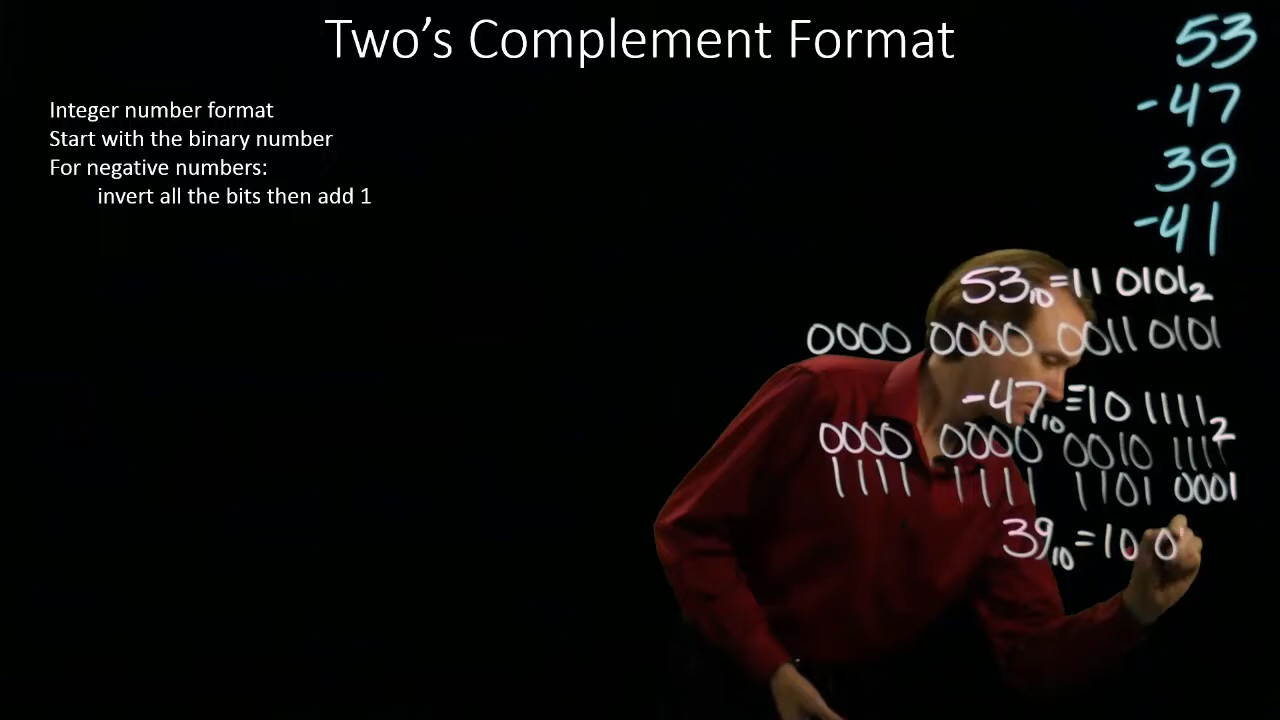 Two's Complement Format
Integer number format
Start with the binary number
For negative numbers:
invert all the bits then add 1
53
-47
39
-41
53₁₀=11 0101₂
0000 0000 0011 0101
-47₁₀=10 1111₂
0000 0000 0010 1111
1111 1111 1101 0001
39₁₀=10 0